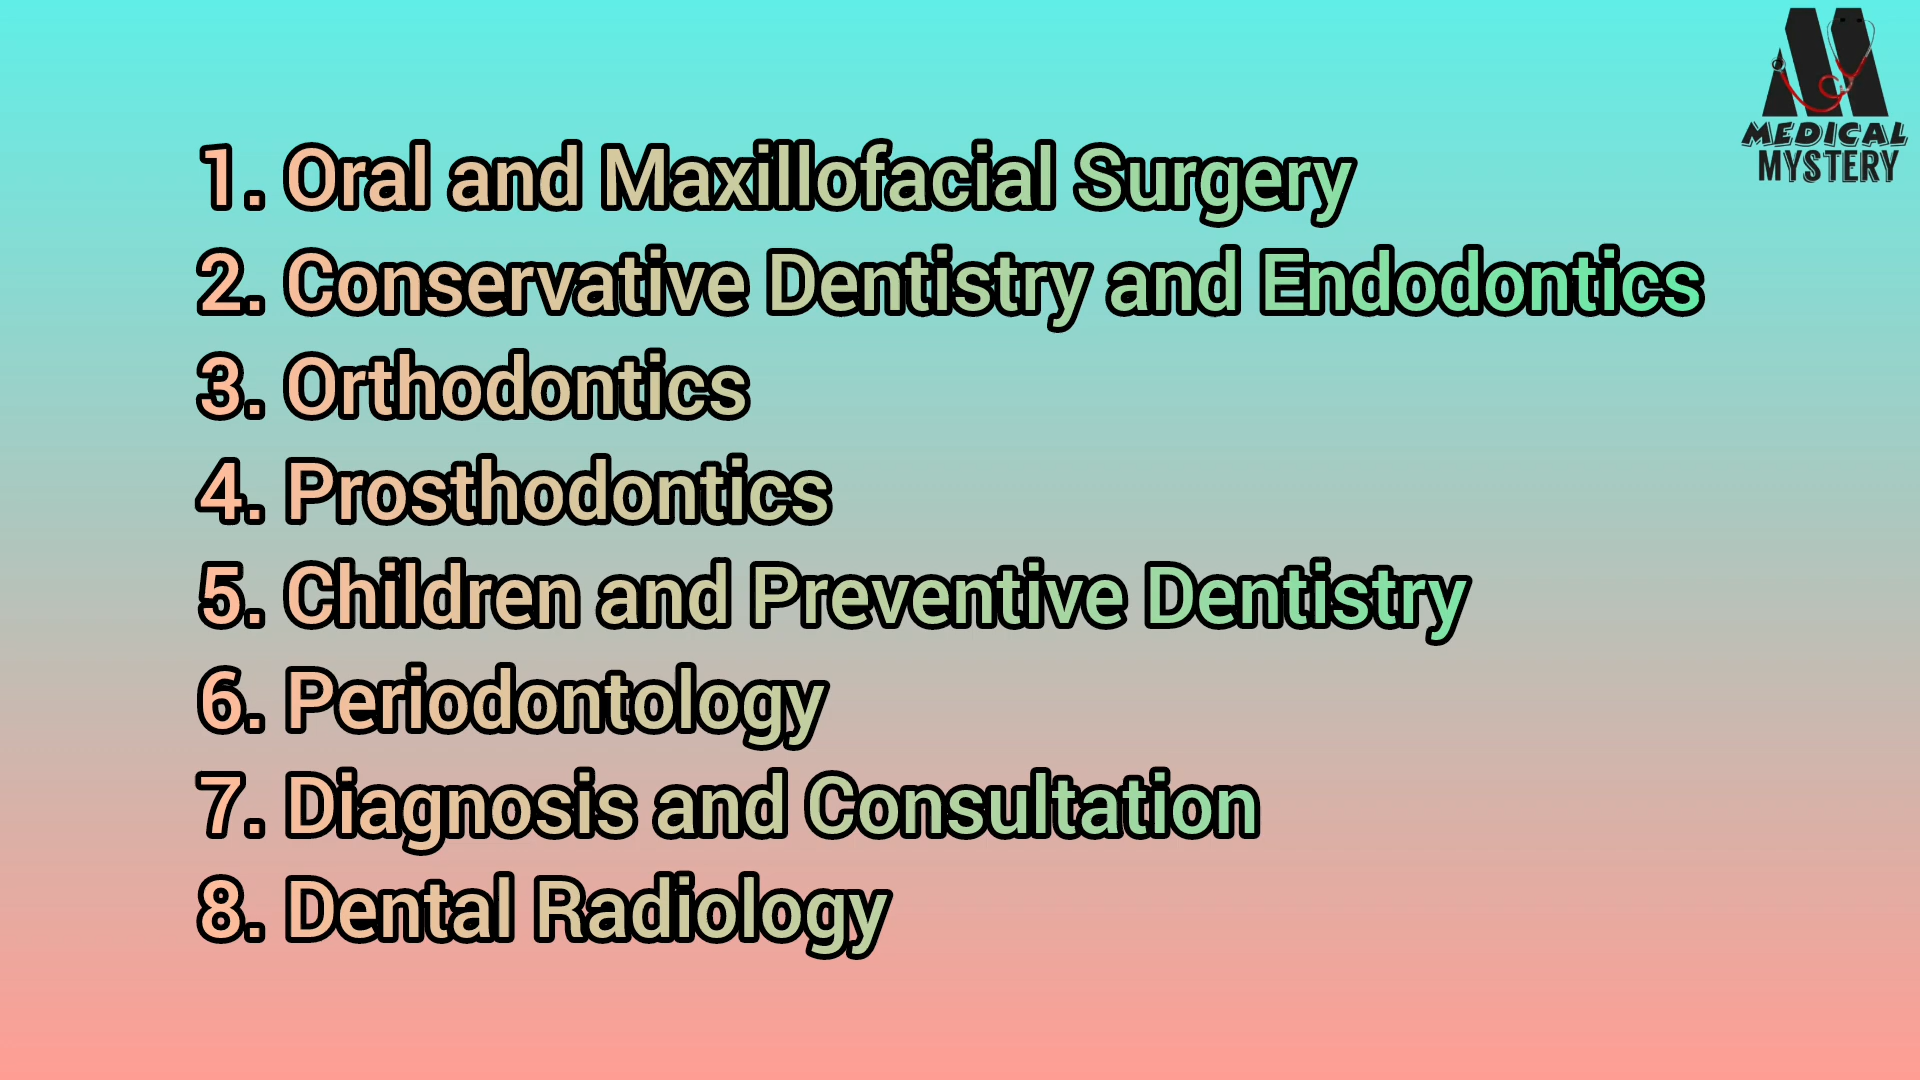 1. Oral and Maxillofacial Surgery
2. Conservative Dentistry and Endodontics
3. Orthodontics
4. Prosthodontics
5. Children and Preventive Dentistry
6. Periodontology
7. Diagnosis and Consultation
8. Dental Radiology
MEDICAL
MYSTERY